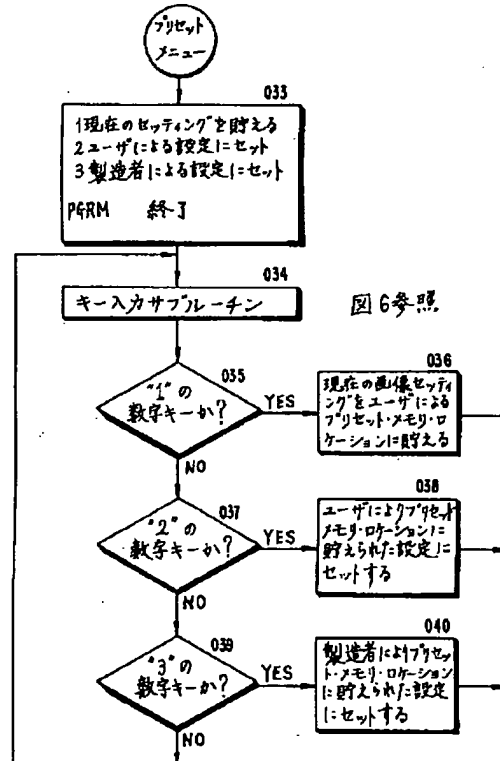 プリセット
メニュー
033
1現在のセッティングを貯える
2ユーザによる設定にセット
3製造者による設定にセット
PGRM 終了
034
キー入力サブルーチン
図6参照
035
"1"の
数字キーか?
YES
NO
036
現在の画像セッティ
ングをユーザによる
プリセット・メモリ・ロ
ケーションに貯える
037
"2"の
数字キーか?
YES
NO
038
ユーザによりプリセット
メモリ・ロケーションに
貯えられた設定に
セットする
039
"3"の
数字キーか?
YES
NO
040
製造者によりプリセッ
ト・メモリ・ロケーション
に貯えられた設定
にセットする